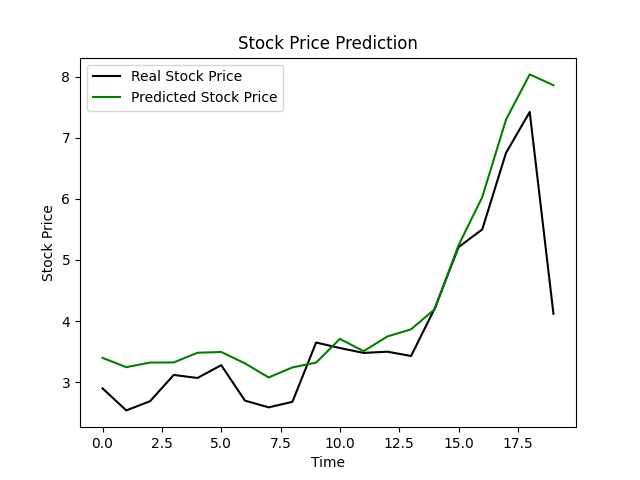 Stock Price Prediction
Real Stock Price
Predicted Stock Price
Stock Price
8
7
6
5
4
3
0.0 2.5 5.0 7.5 10.0 12.5 15.0 17.5
Time